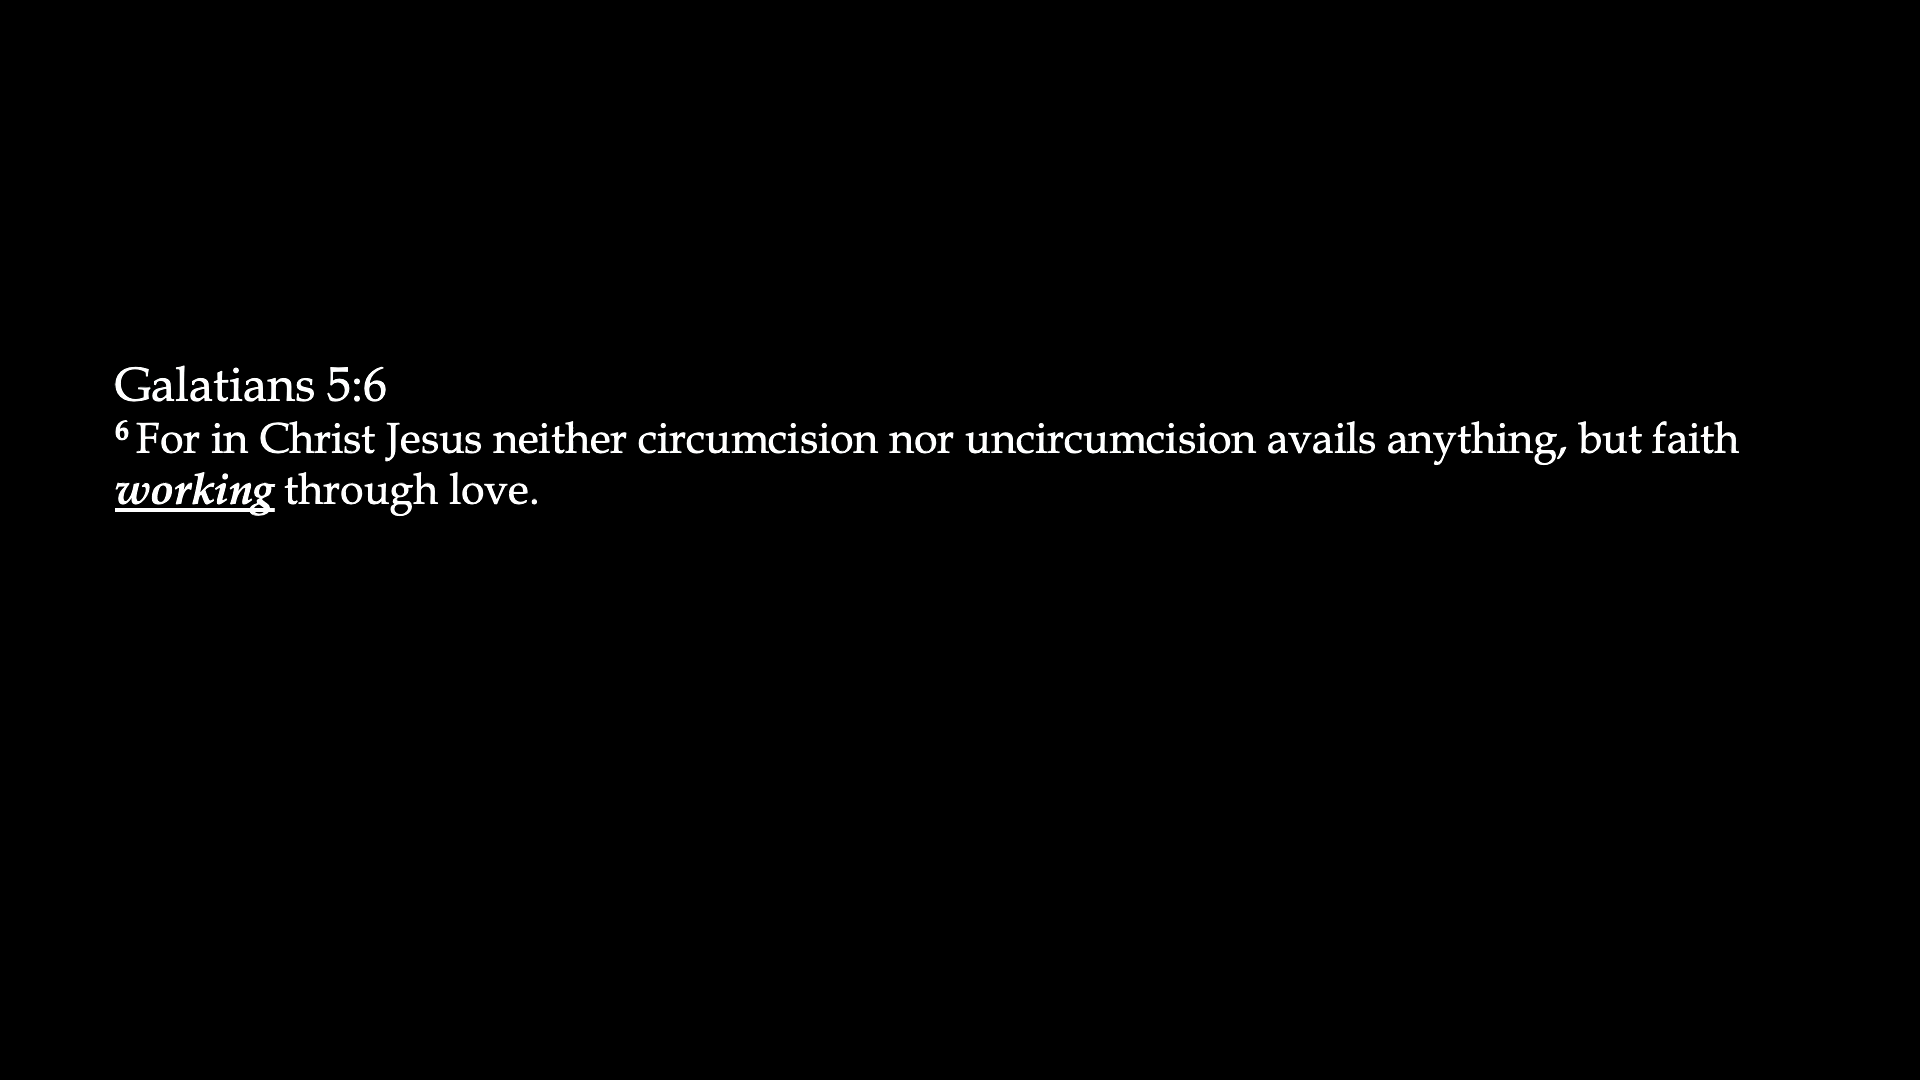 Galatians 5:6
6 For in Christ Jesus neither circumcision nor uncircumcision avails anything, but faith
working through love.